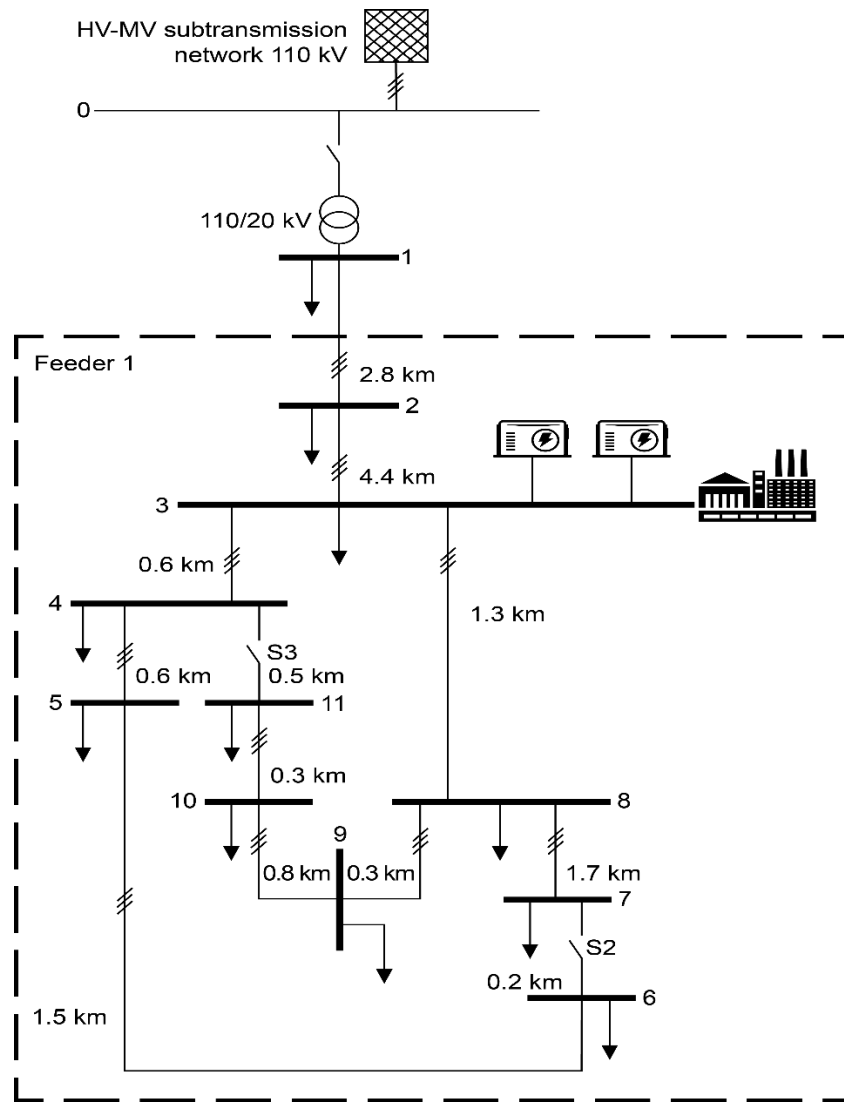 HV-MV subtransmission
network 110 kV
0
110/20 kV
1
Feeder 1
2.8 km
2
4.4 km
3
0.6 km
1.3 km
4
S3
0.6 km
0.5 km
5
11
0.3 km
10
8
9
0.8 km
0.3 km
1.7 km
7
S2
0.2 km
6
1.5 km